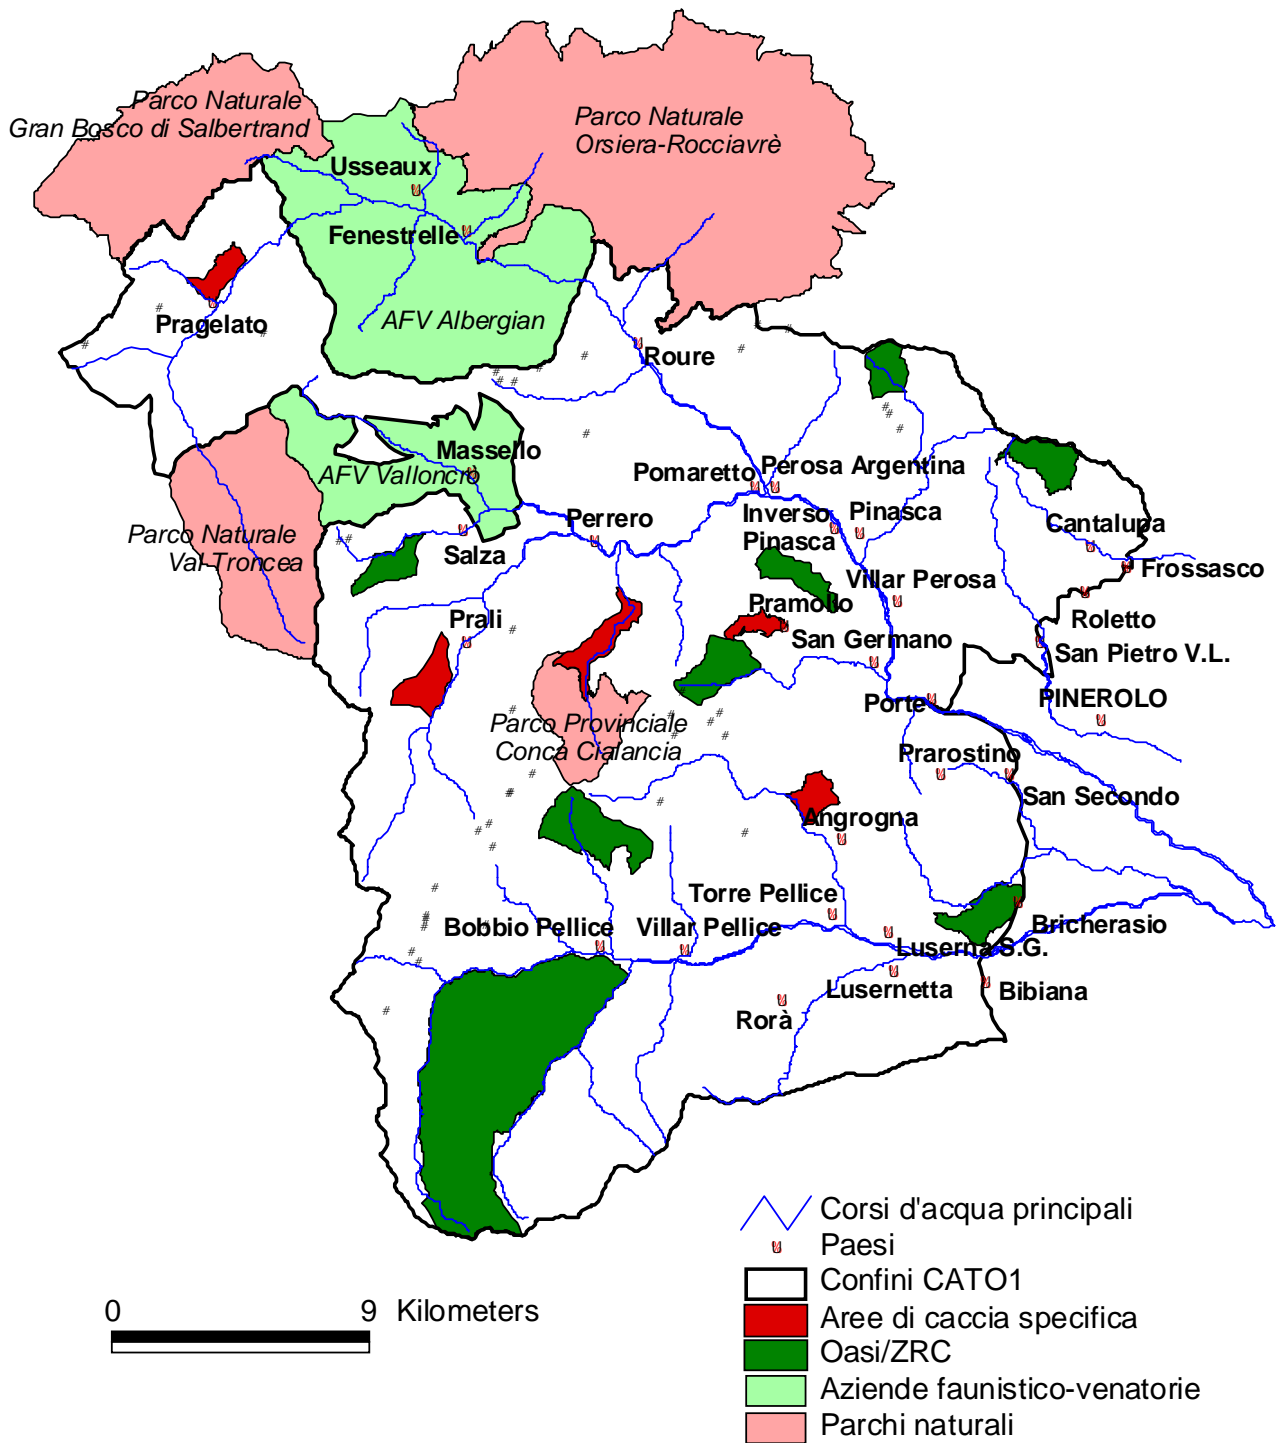 Parco Naturale
Gran Bosco di Salbertrand
Parco Naturale
Orsiera-Rocciavrè
Usseaux
Fenestrelle
AFV Albergian
Pragelato
Roure
Massello
AFV Valloncrò
Pomaretto
Perosa Argentina
Perrero
Inverso
Pinasca
Pinasca
Cantalupa
Parco Naturale
Val Troncea
Salza
Frossasco
Villar Perosa
Prali
Pramollo
Roletto
San Germano
San Pietro V.L.
Porte
PINEROLO
Parco Provinciale
Conca Cialancia
Prarostino
San Secondo
Angrogna
Torre Pellice
Bobbio Pellice
Villar Pellice
Bricherasio
Luserna S.G.
Lusernetta
Bibiana
Rorà
Corsi d'acqua principali
Paesi
Confini CATO1
0 9 Kilometers
Aree di caccia specifica
Oasi/ZRC
Aziende faunistico-venatorie
Parchi naturali